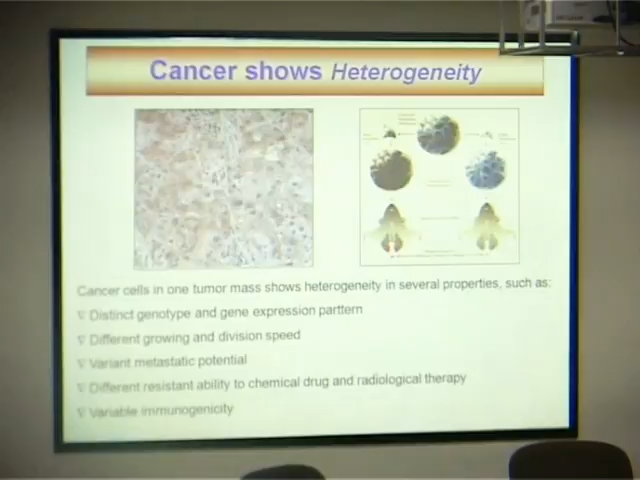 Cancer shows Heterogeneity
Cancer cells in one tumor mass shows heterogeneity in several properties, such as:
Distinct genotype and gene expression parttern
Different growing and division speed
Variant metastatic potential
Different resistant ability to chemical drug and radiological therapy
Variable immunogenicity